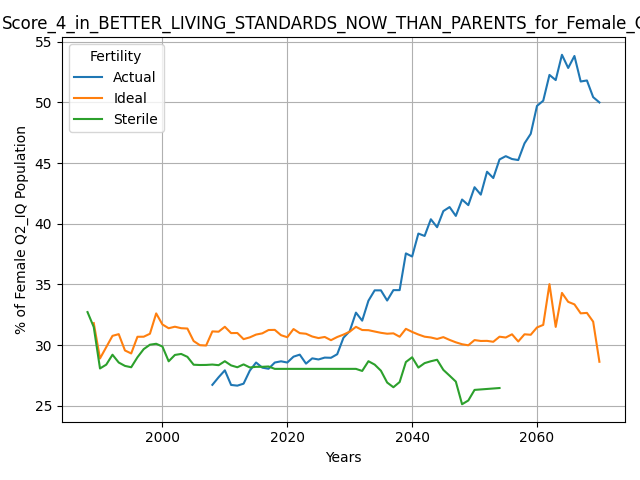 Score_4_in_BETTER_LIVING_STANDARDS_NOW_THAN_PARENTS_for_Female_
Fertility
Actual
Ideal
Sterile
% of Female Q2_IQ Population
55
50
45
40
35
30
25
2000
2020
2040
2060
Years